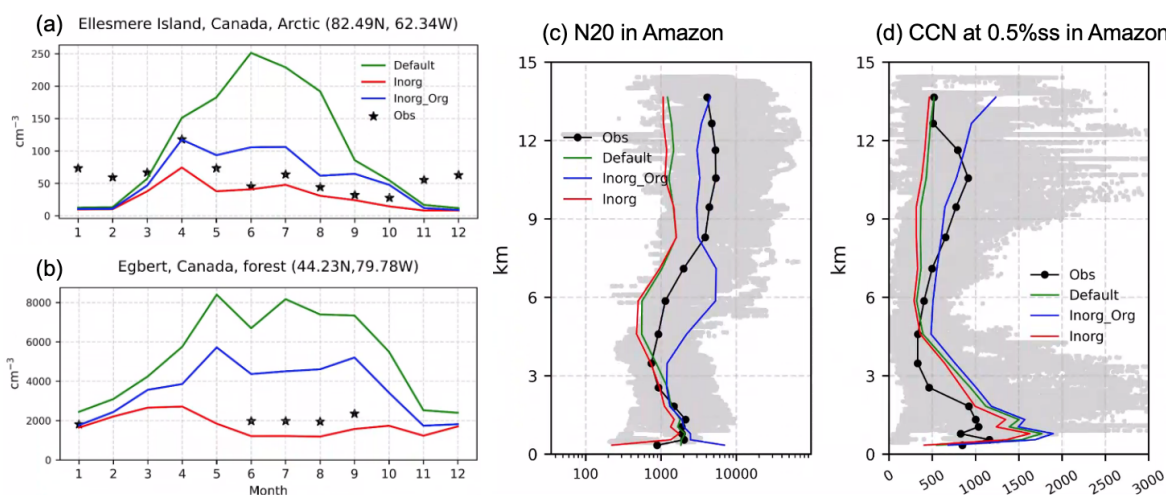 (a) Ellesmere Island, Canada, Arctic (82.49N, 62.34W)
250
200
150
100
50
0
cm⁻³
Default
Inorg
Inorg_Org
Obs
1 2 3 4 5 6 7 8 9 10 11 12
(b) Egbert, Canada, forest (44.23N,79.78W)
8000
6000
4000
2000
0
cm⁻³
1 2 3 4 5 6 7 8 9 10 11 12
Month
(c) N20 in Amazon
15
12
9
6
3
0
km
Obs
Default
Inorg_Org
Inorg
100 1000 10000
(d) CCN at 0.5%ss in Amazon
15
12
9
6
3
0
km
Obs
Default
Inorg_Org
Inorg
0 500 1000 1500 2000 2500 3000